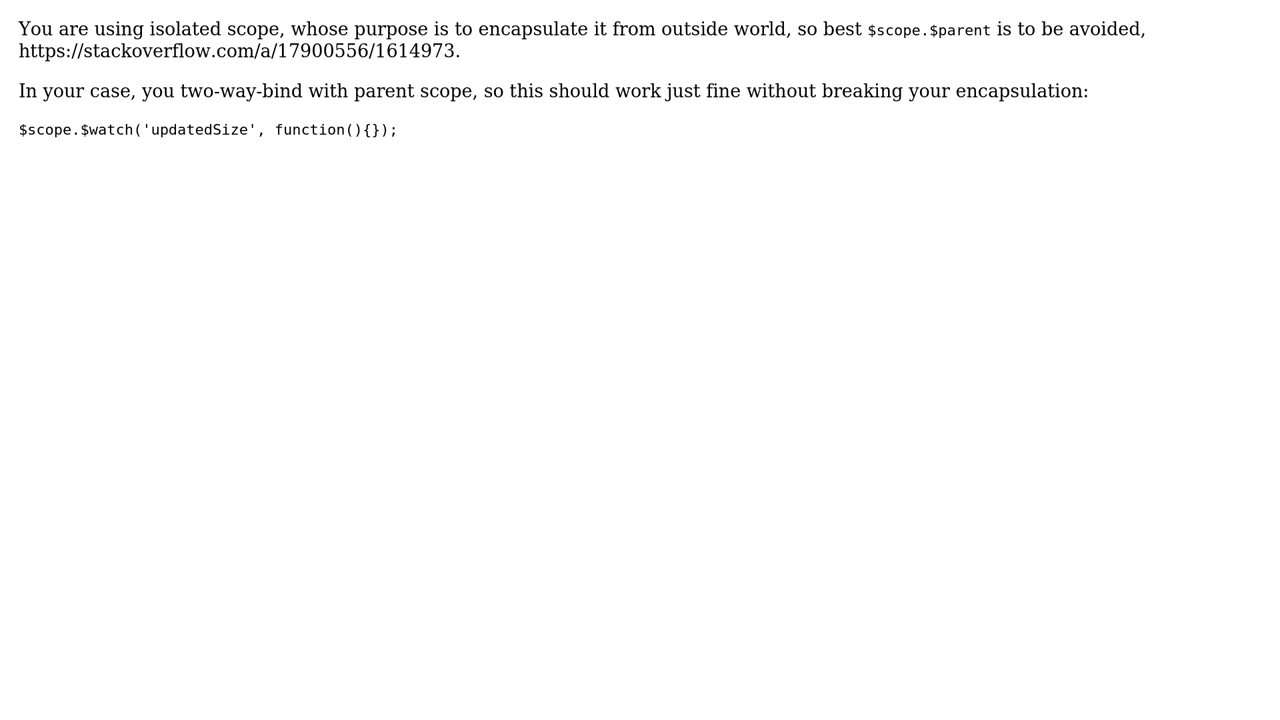 You are using isolated scope, whose purpose is to encapsulate it from outside world, so best $scope.$parent is to be avoided,
https://stackoverflow.com/a/17900556/1614973.
In your case, you two-way-bind with parent scope, so this should work just fine without breaking your encapsulation:
$scope.$watch('updatedSize', function(){});